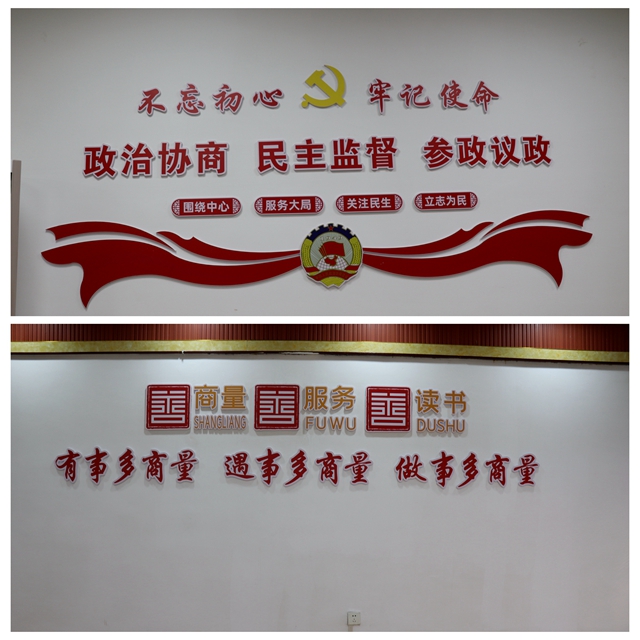 不忘初心 牢记使命
政治协商 民主监督 参政议政
围绕中心 服务大局 关注民生 立志为民
善 商量 善 服务 善 读书
SHANGLIANG FUWU DUSHU
有事多商量 遇事多商量 做事多商量